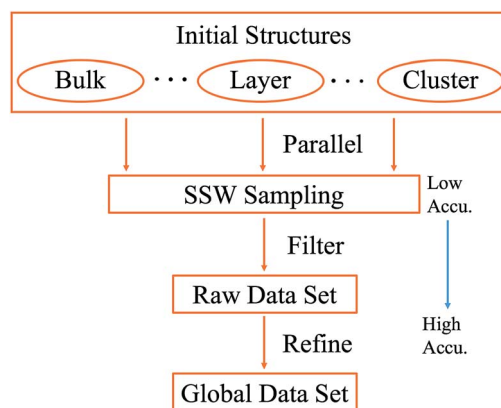 Initial Structures
Bulk ··· Layer ··· Cluster
Parallel
SSW Sampling
Low
Accu.
Filter
Raw Data Set
High
Accu.
Refine
Global Data Set